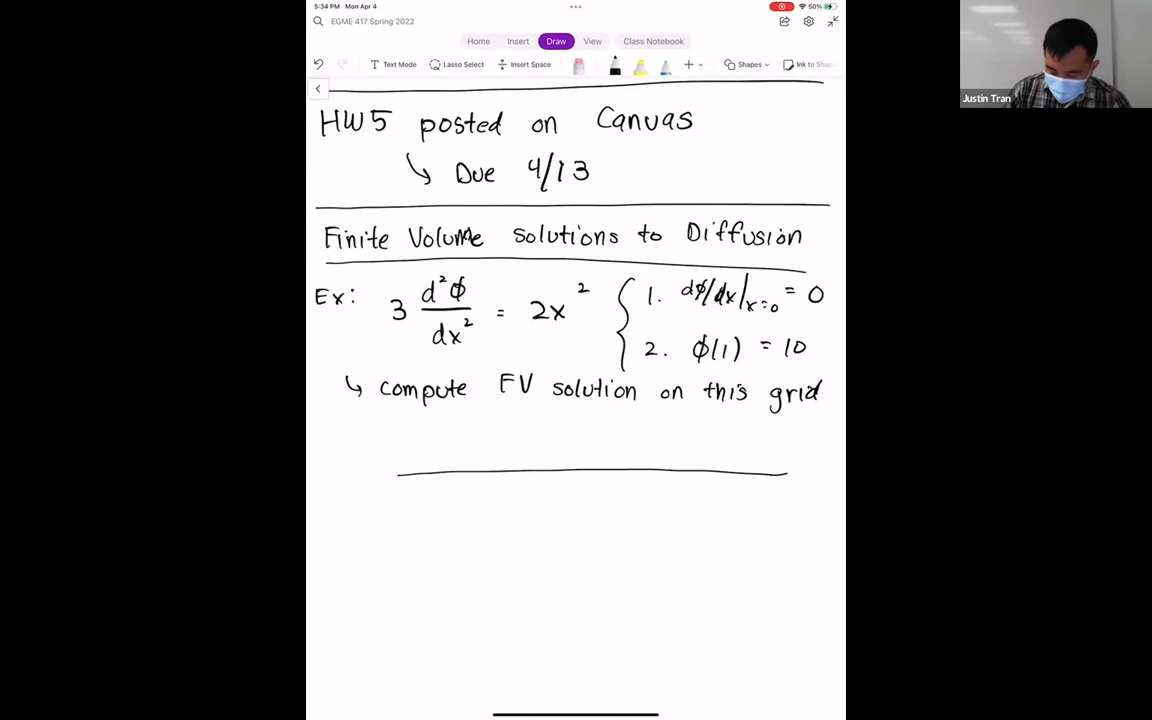 5:34 PM Mon Apr 4
50%
EGME 417 Spring 2022
Home Insert Draw View Class Notebook
Text Mode Lasso Select Insert Space Shapes
Justin Tran
HW5 posted on Canvas
↳ Due 4/13
Finite Volume solutions to Diffusion
Ex: 3 d²φ/dx² = 2x² { 1. dφ/dx|x=0 = 0
2. φ(1) = 10
↳ compute FV solution on this grid